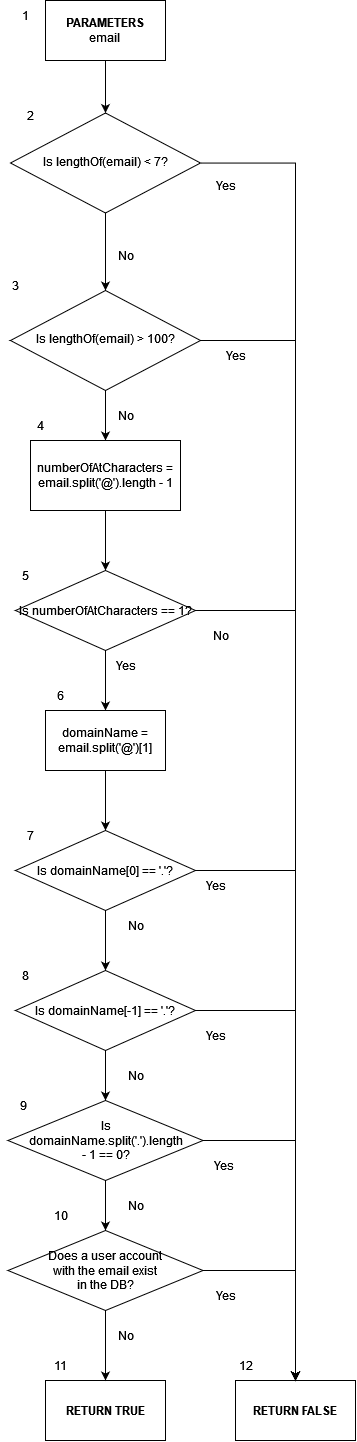 1
PARAMETERS
email
2
Is lengthOf(email) < 7?
Yes
No
3
Is lengthOf(email) > 100?
Yes
No
4
numberOfAtCharacters =
email.split('@').length - 1
5
Is numberOfAtCharacters == 1?
No
Yes
6
domainName =
email.split('@')[1]
7
Is domainName[0] == '.'?
Yes
No
8
Is domainName[-1] == '.'?
Yes
No
9
Is
domainName.split('.').length
- 1 == 0?
Yes
No
10
Does a user account
with the email exist
in the DB?
Yes
No
11
RETURN TRUE
12
RETURN FALSE